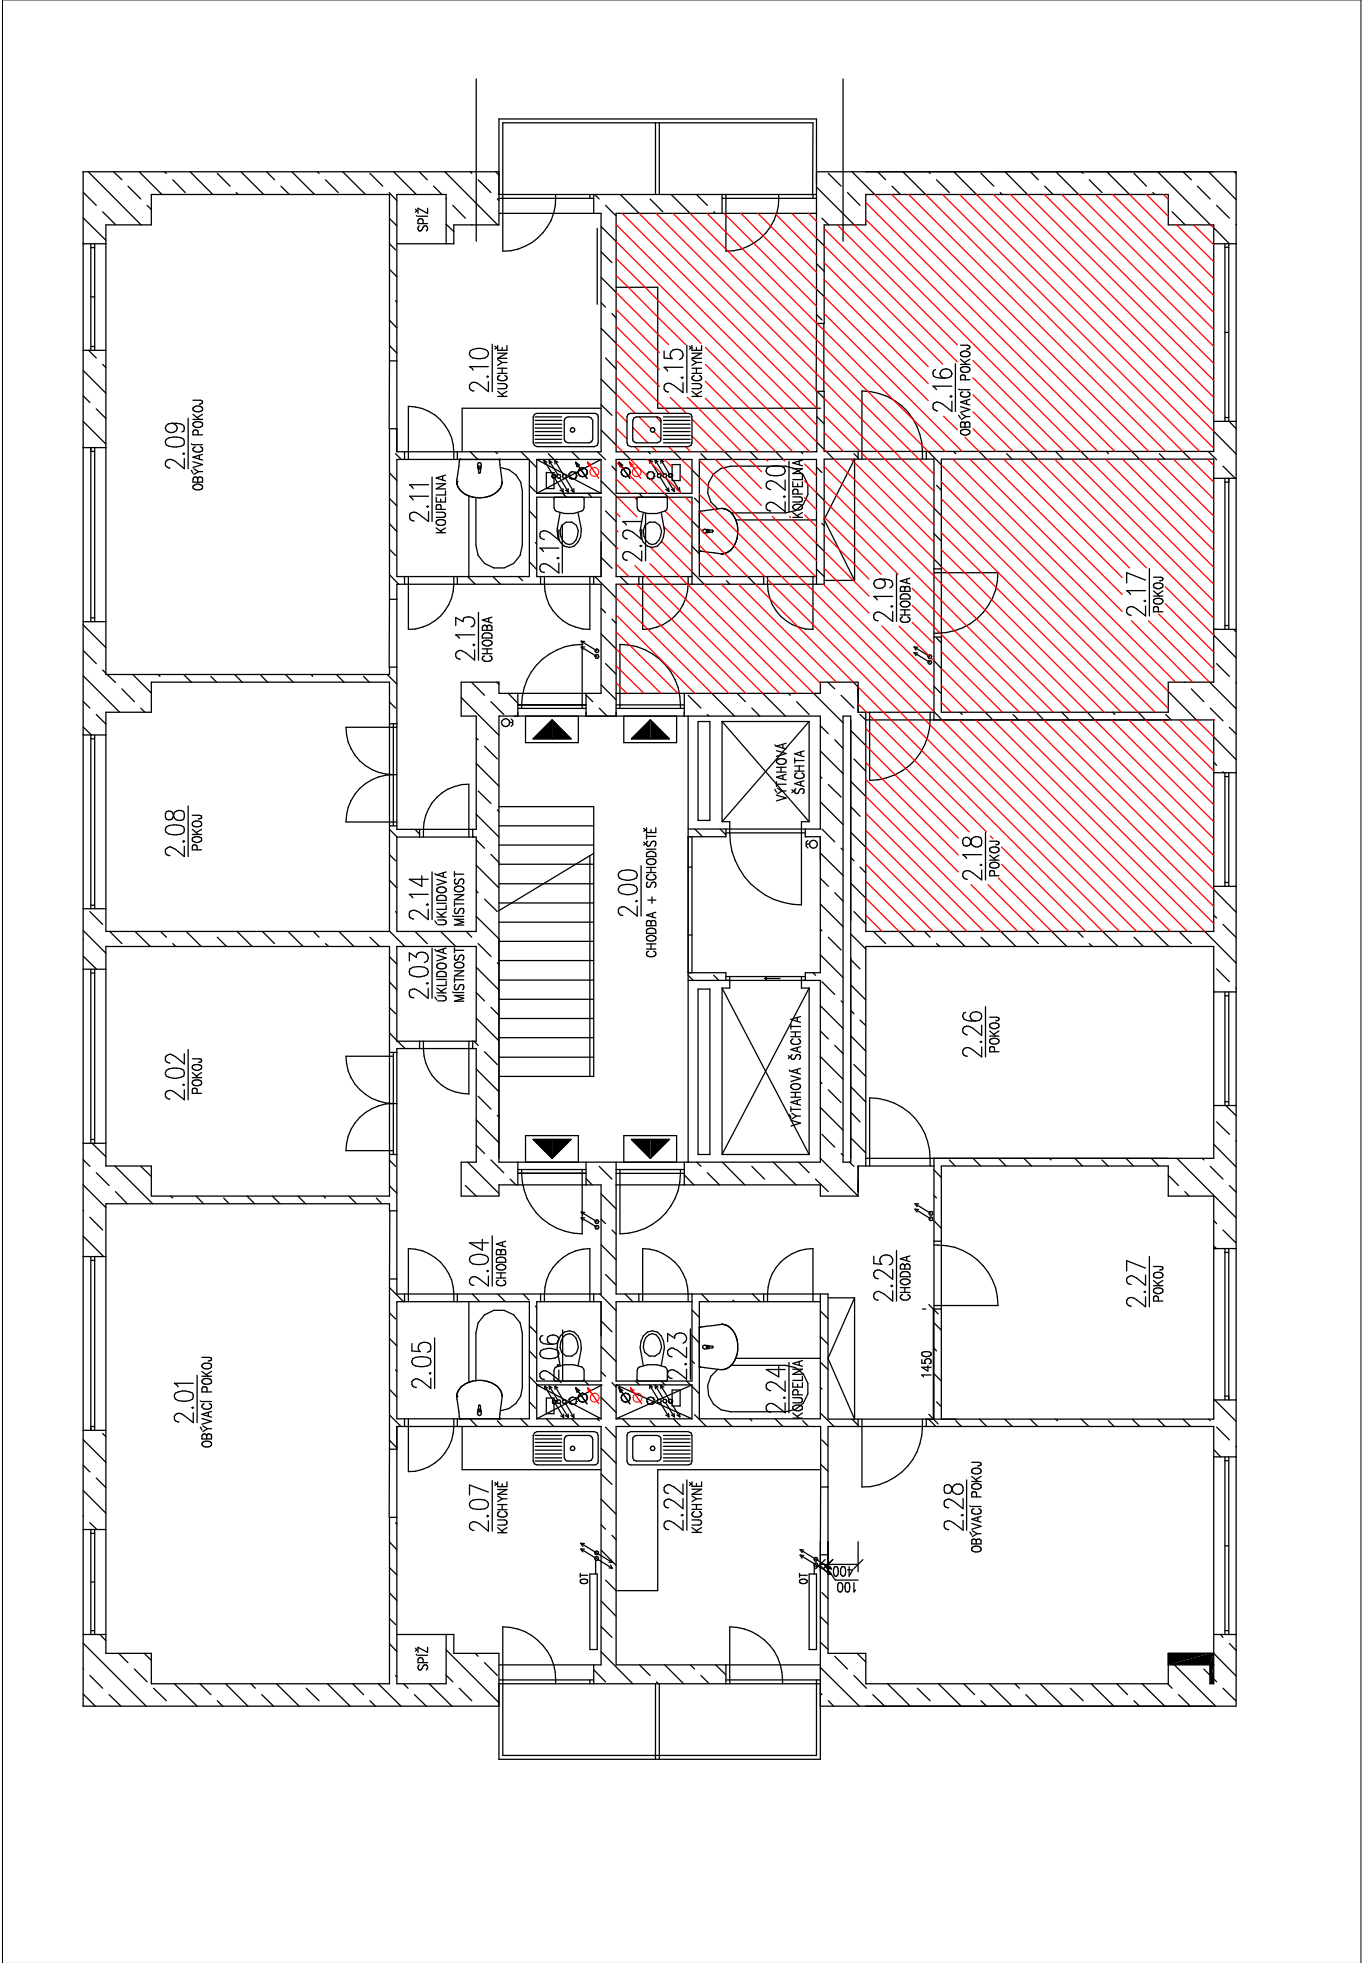 2.09
OBÝVACÍ POKOJ
SPÍŽ
2.10
KUCHYNĚ
2.15
KUCHYNĚ
2.16
OBÝVACÍ POKOJ
2.11
KOUPELNA
2.12
2.21
2.20
KOUPELNA
2.13
CHODBA
2.19
CHODBA
2.17
POKOJ
2.08
POKOJ
2.14
ÚKLIDOVÁ
MÍSTNOST
2.00
CHODBA + SCHODIŠTĚ
VÝTAHOVÁ
ŠACHTA
2.18
POKOJ
2.02
POKOJ
2.03
ÚKLIDOVÁ
MÍSTNOST
VÝTAHOVÁ ŠACHTA
2.26
POKOJ
2.04
CHODBA
2.25
CHODBA
2.27
POKOJ
2.01
OBÝVACÍ POKOJ
2.05
2.06
2.23
2.24
KOUPELNA
1450
2.07
KUCHYNĚ
2.22
KUCHYNĚ
2.28
OBÝVACÍ POKOJ
SPÍŽ
OT
OT
400
100